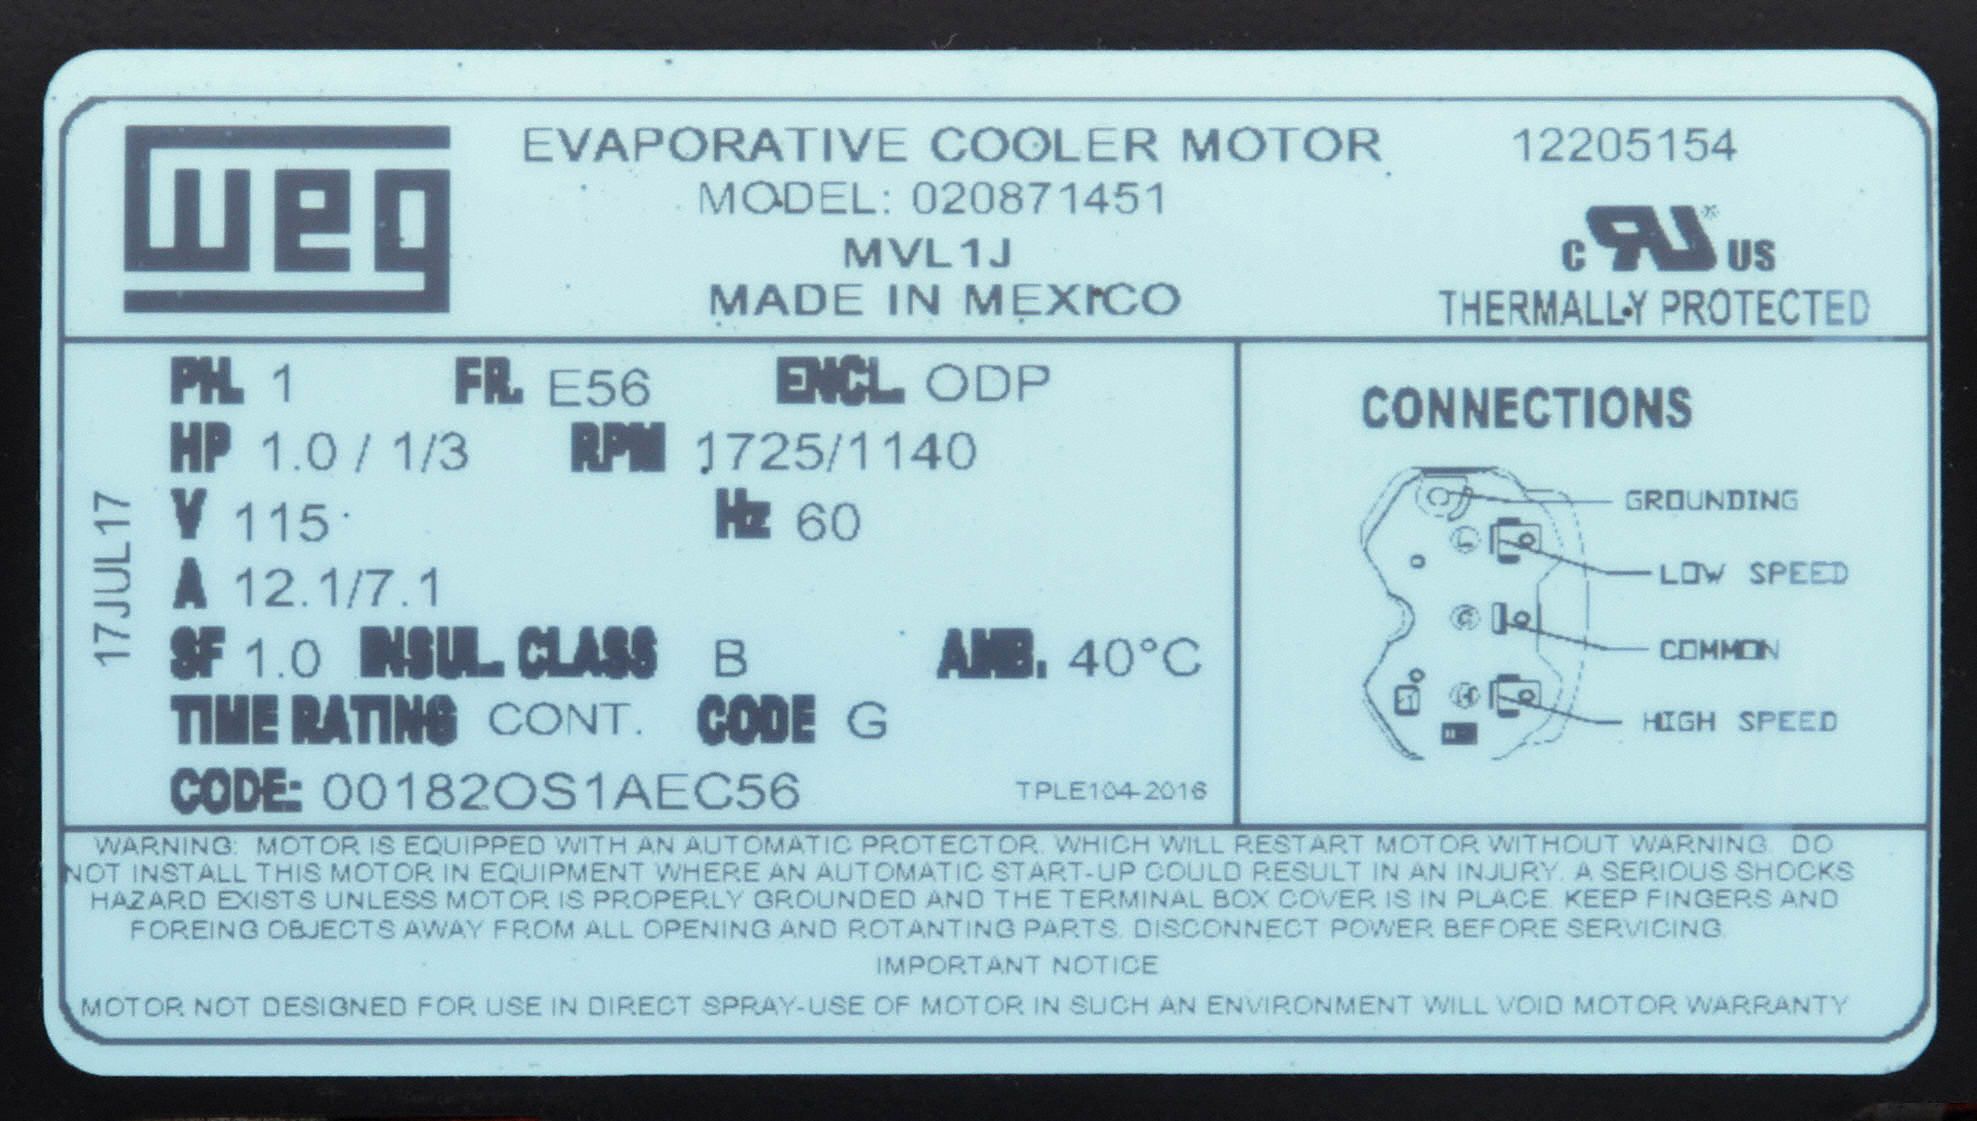 weg
EVAPORATIVE COOLER MOTOR
MODEL: 020871451
MVL1J
MADE IN MEXICO
12205154
C RU ® US
THERMALLY PROTECTED
PH. 1 FR. E56 ENCL. ODP
HP 1.0 / 1/3 RPM 1725/1140
V 115 Hz 60
A 12.1/7.1
SF 1.0 INSUL. CLASS B AMB. 40°C
TIME RATING CONT. CODE G
CODE: 00182OS1AEC56
TPLE104-2016
17JUL17
CONNECTIONS
GROUNDING
L
LOW SPEED
C
COMMON
H
HIGH SPEED
WARNING: MOTOR IS EQUIPPED WITH AN AUTOMATIC PROTECTOR, WHICH WILL RESTART MOTOR WITHOUT WARNING. DO
NOT INSTALL THIS MOTOR IN EQUIPMENT WHERE AN AUTOMATIC START-UP COULD RESULT IN AN INJURY. A SERIOUS SHOCKS
HAZARD EXISTS UNLESS MOTOR IS PROPERLY GROUNDED AND THE TERMINAL BOX COVER IS IN PLACE. KEEP FINGERS AND
FOREING OBJECTS AWAY FROM ALL OPENING AND ROTANTING PARTS. DISCONNECT POWER BEFORE SERVICING.
IMPORTANT NOTICE
MOTOR NOT DESIGNED FOR USE IN DIRECT SPRAY-USE OF MOTOR IN SUCH AN ENVIRONMENT WILL VOID MOTOR WARRANTY